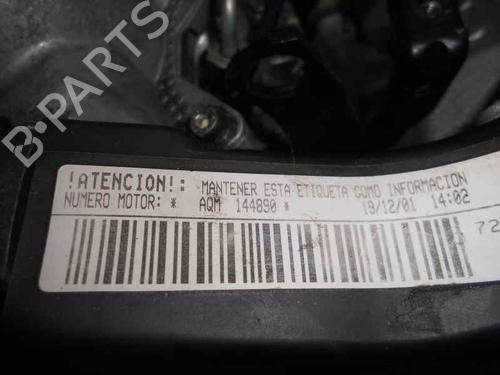 !ATENCION!: MANTENER ESTA ETIQUETA COMO INFORMACION
NUMERO MOTOR: * AQM 144890 * 19/12/01 14:02
72
B-PARTS